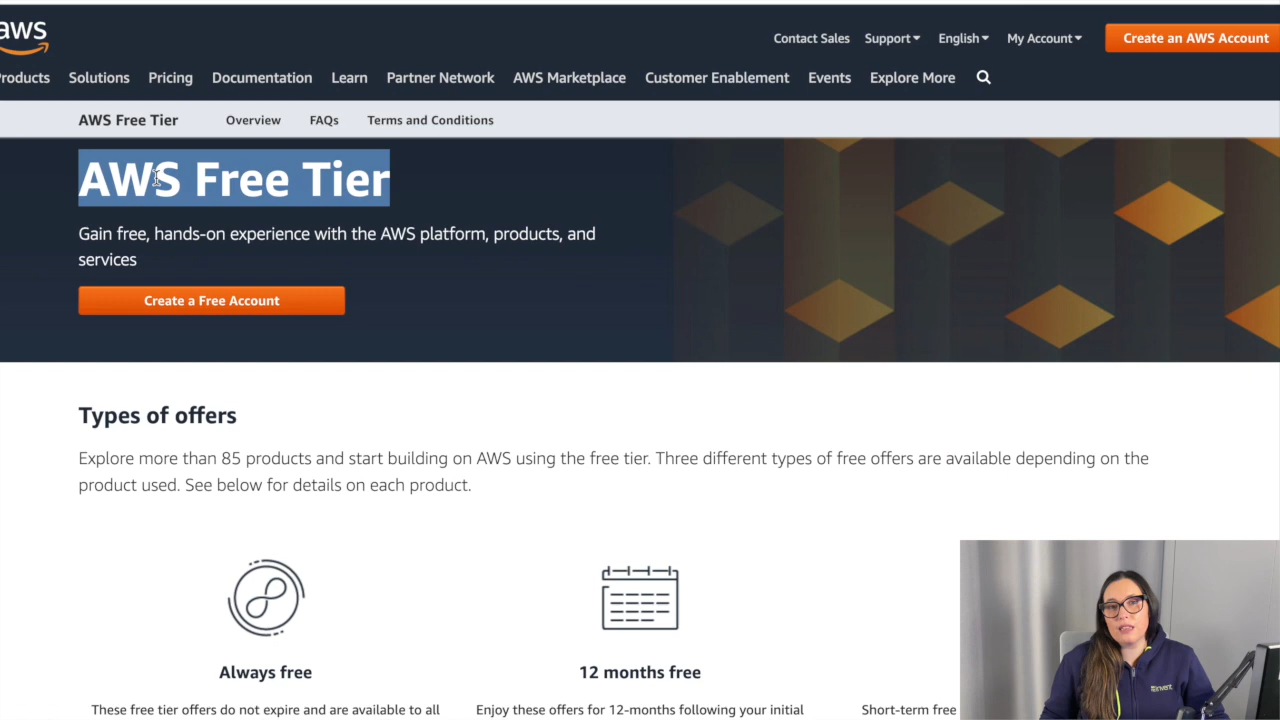 aws
Contact Sales Support English My Account Create an AWS Account
Products Solutions Pricing Documentation Learn Partner Network AWS Marketplace Customer Enablement Events Explore More
AWS Free Tier Overview FAQs Terms and Conditions
AWS Free Tier
Gain free, hands-on experience with the AWS platform, products, and
services
Create a Free Account
Types of offers
Explore more than 85 products and start building on AWS using the free tier. Three different types of free offers are available depending on the
product used. See below for details on each product.
Always free 12 months free
These free tier offers do not expire and are available to all Enjoy these offers for 12-months following your initial Short-term free